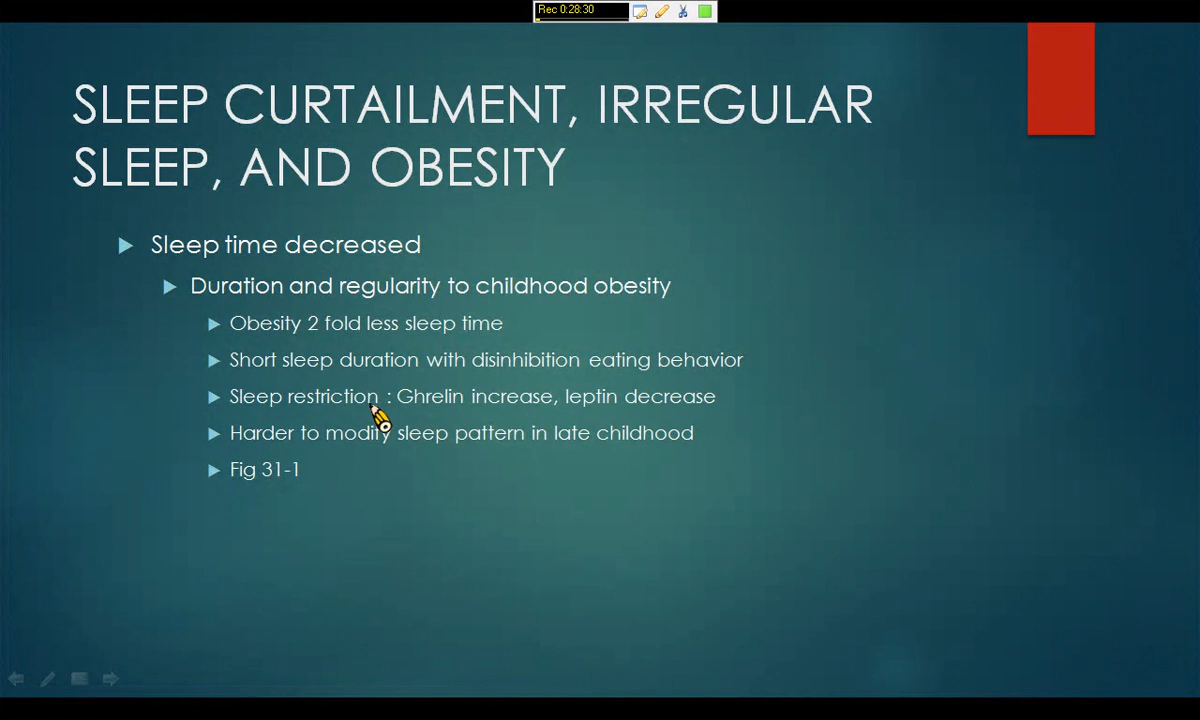 Rec 0:28:30
SLEEP CURTAILMENT, IRREGULAR
SLEEP, AND OBESITY
Sleep time decreased
Duration and regularity to childhood obesity
Obesity 2 fold less sleep time
Short sleep duration with disinhibition eating behavior
Sleep restriction : Ghrelin increase, leptin decrease
Harder to modify sleep pattern in late childhood
Fig 31-1